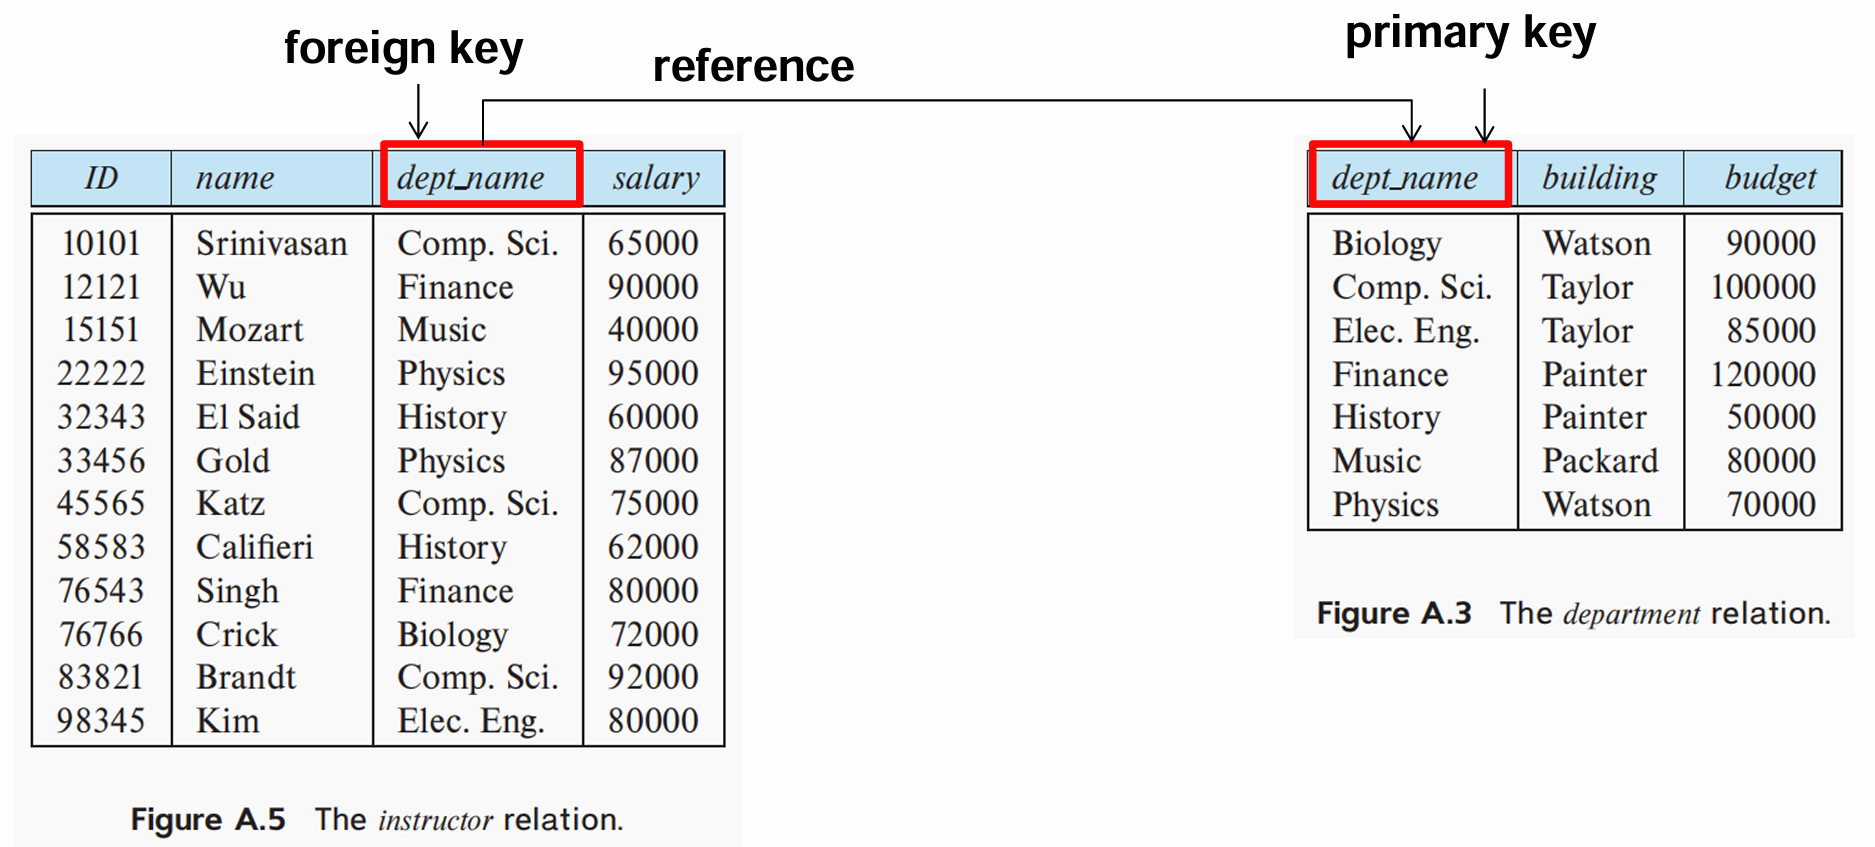 foreign key
reference
primary key
ID name dept_name salary
10101 Srinivasan Comp. Sci. 65000
12121 Wu Finance 90000
15151 Mozart Music 40000
22222 Einstein Physics 95000
32343 El Said History 60000
33456 Gold Physics 87000
45565 Katz Comp. Sci. 75000
58583 Califieri History 62000
76543 Singh Finance 80000
76766 Crick Biology 72000
83821 Brandt Comp. Sci. 92000
98345 Kim Elec. Eng. 80000
Figure A.5 The instructor relation.
dept_name building budget
Biology Watson 90000
Comp. Sci. Taylor 100000
Elec. Eng. Taylor 85000
Finance Painter 120000
History Painter 50000
Music Packard 80000
Physics Watson 70000
Figure A.3 The department relation.